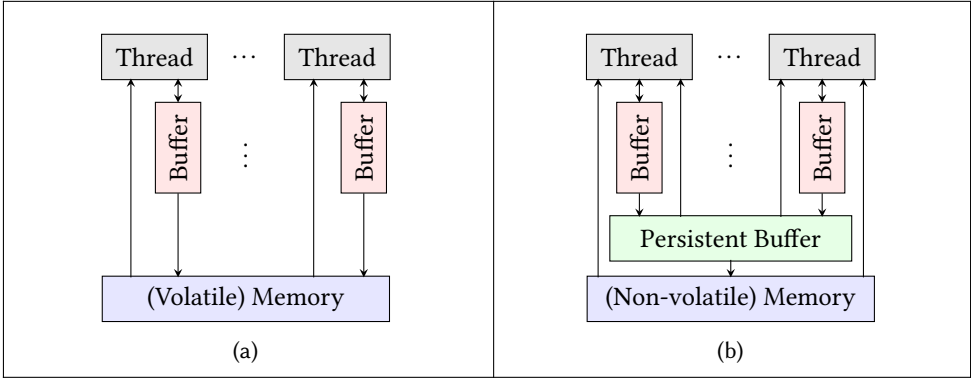 Thread ··· Thread
Buffer ⋮ Buffer
(Volatile) Memory
(a)
Thread ··· Thread
Buffer ⋮ Buffer
Persistent Buffer
(Non-volatile) Memory
(b)